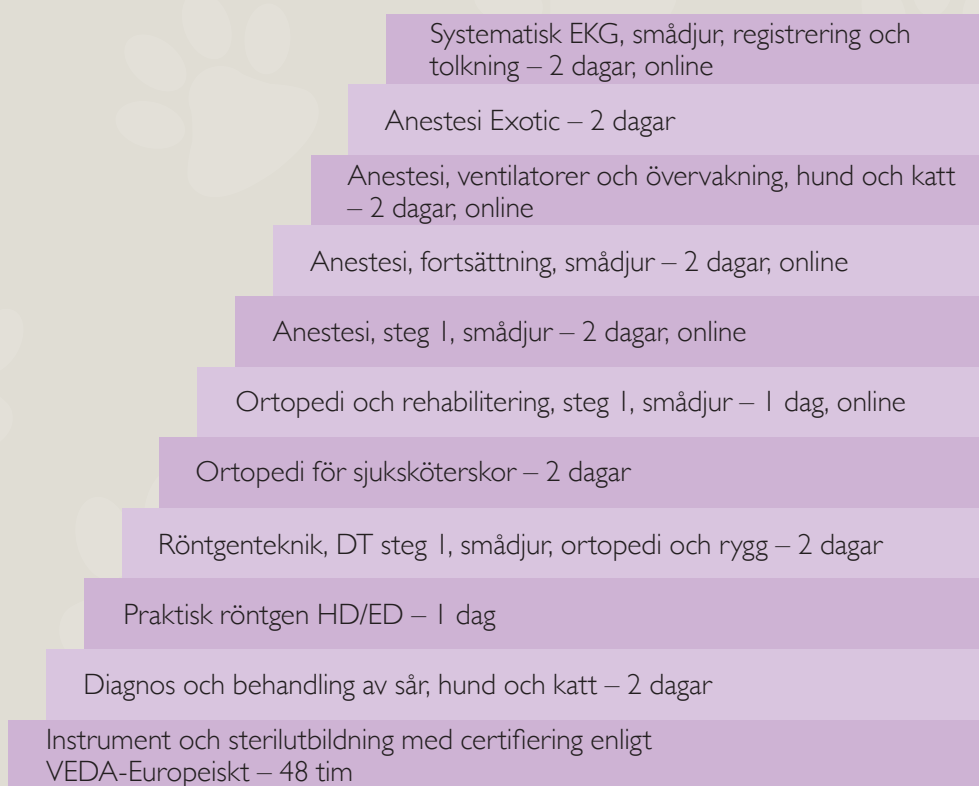 Systematisk EKG, smådjur, registrering och
tolkning – 2 dagar, online
Anestesi Exotic – 2 dagar
Anestesi, ventilatorer och övervakning, hund och katt
– 2 dagar, online
Anestesi, fortsättning, smådjur – 2 dagar, online
Anestesi, steg 1, smådjur – 2 dagar, online
Ortopedi och rehabilitering, steg 1, smådjur – 1 dag, online
Ortopedi för sjuksköterskor – 2 dagar
Röntgenteknik, DT steg 1, smådjur, ortopedi och rygg – 2 dagar
Praktisk röntgen HD/ED – 1 dag
Diagnos och behandling av sår, hund och katt – 2 dagar
Instrument och sterilutbildning med certifiering enligt
VEDA-Europeiskt – 48 tim